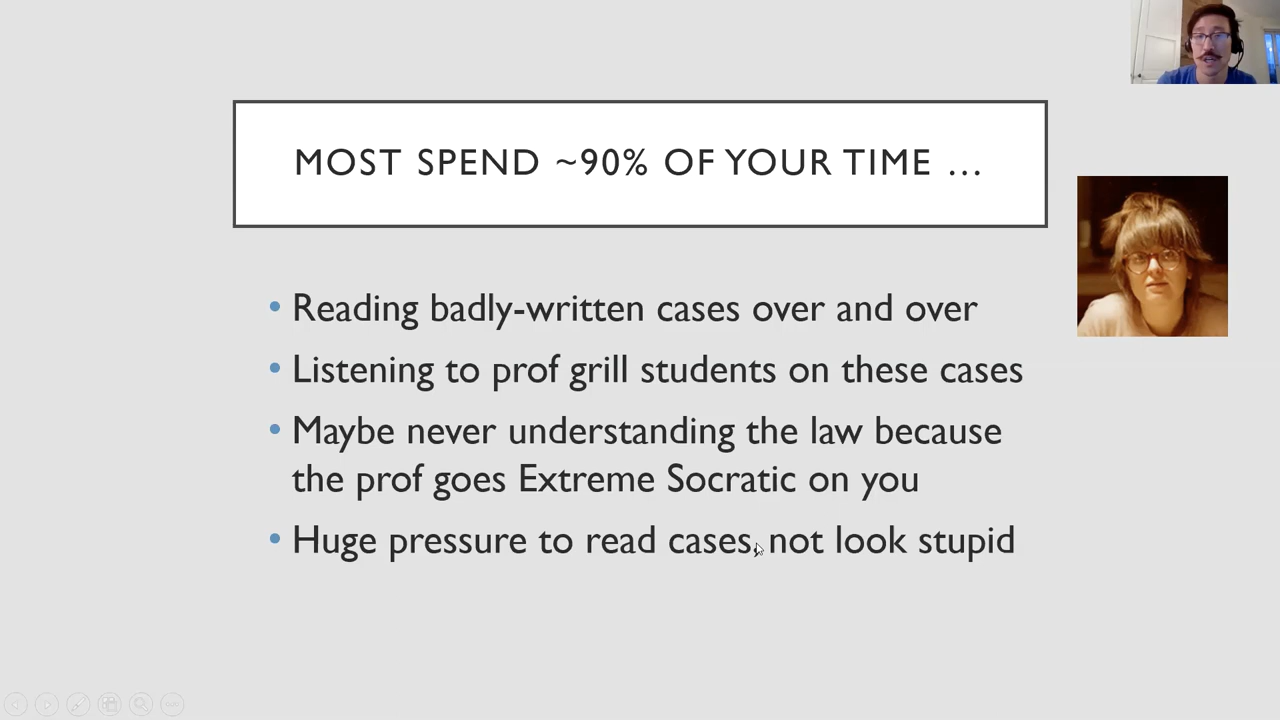 MOST SPEND ~90% OF YOUR TIME …
• Reading badly-written cases over and over
• Listening to prof grill students on these cases
• Maybe never understanding the law because
the prof goes Extreme Socratic on you
• Huge pressure to read cases, not look stupid